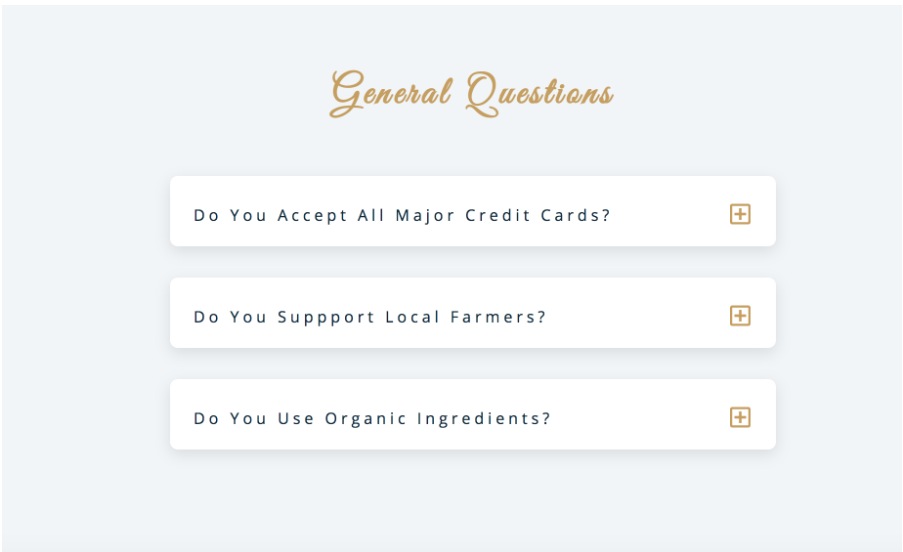 General Questions
Do You Accept All Major Credit Cards?
Do You Suppport Local Farmers?
Do You Use Organic Ingredients?